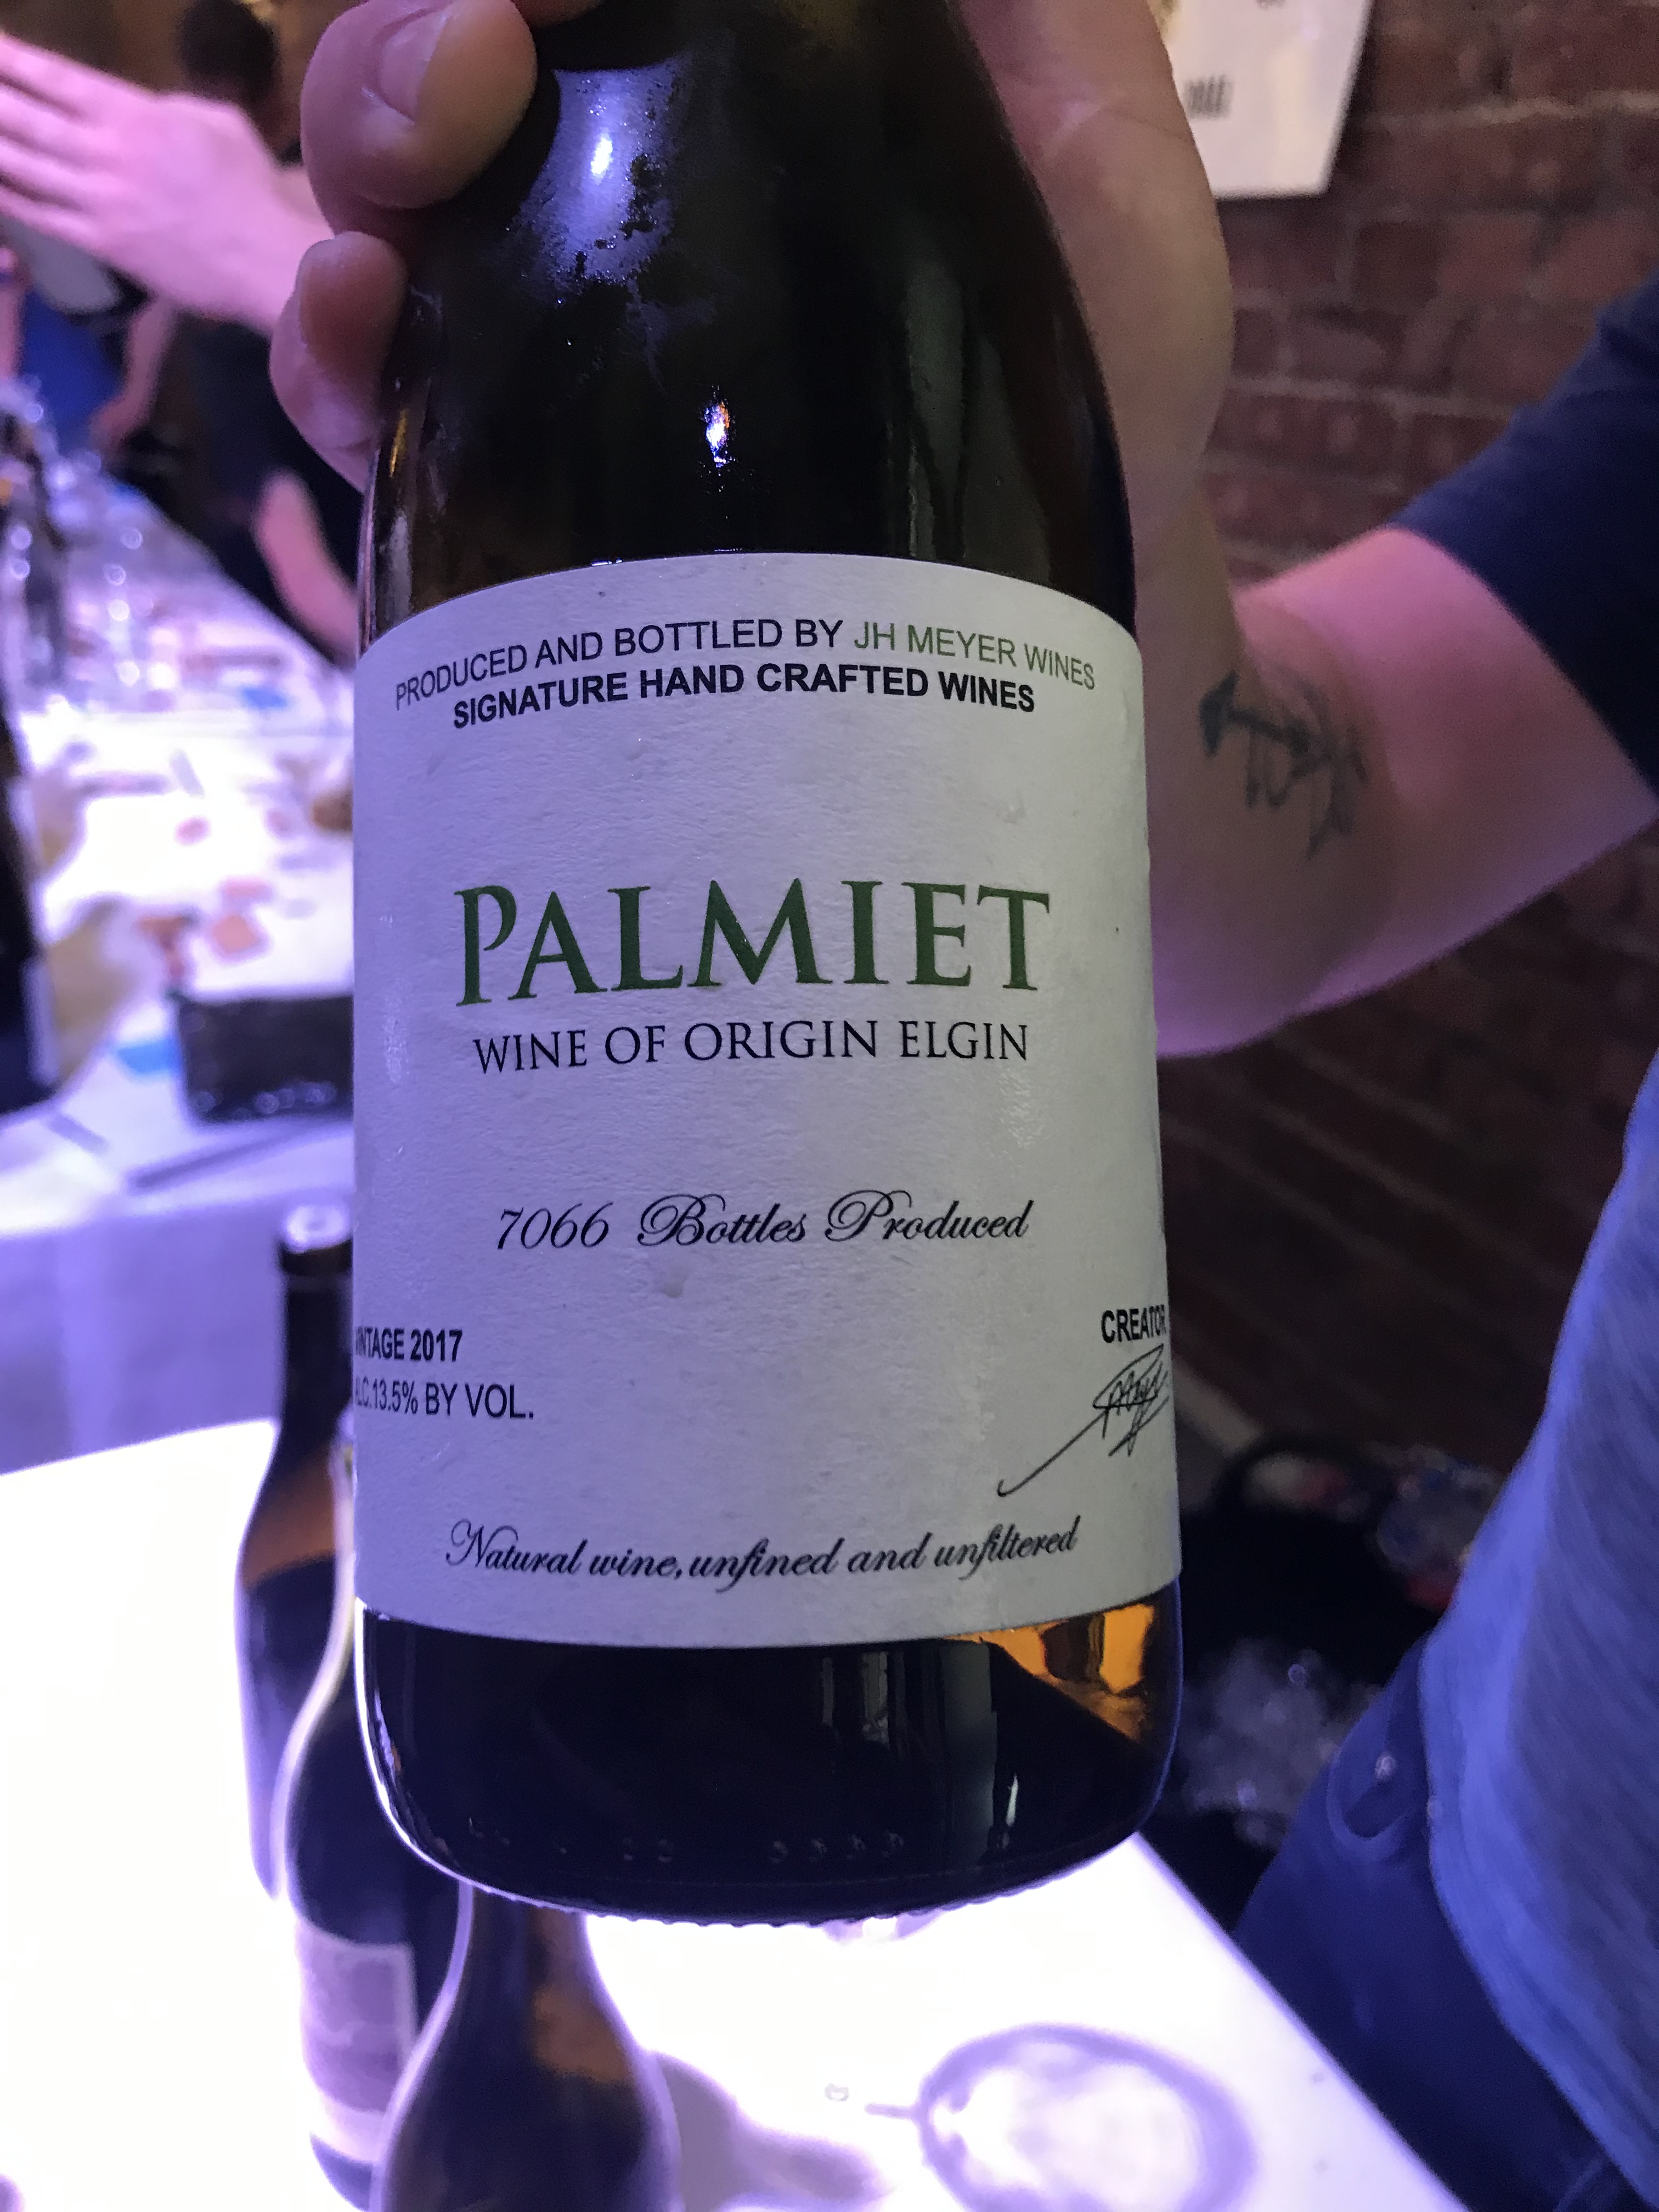 PRODUCED AND BOTTLED BY JH MEYER WINES
SIGNATURE HAND CRAFTED WINES
PALMIET
WINE OF ORIGIN ELGIN
7066 Bottles Produced
VINTAGE 2017
CREATOR
ALC.13.5% BY VOL.
Natural wine, unfined and unfiltered